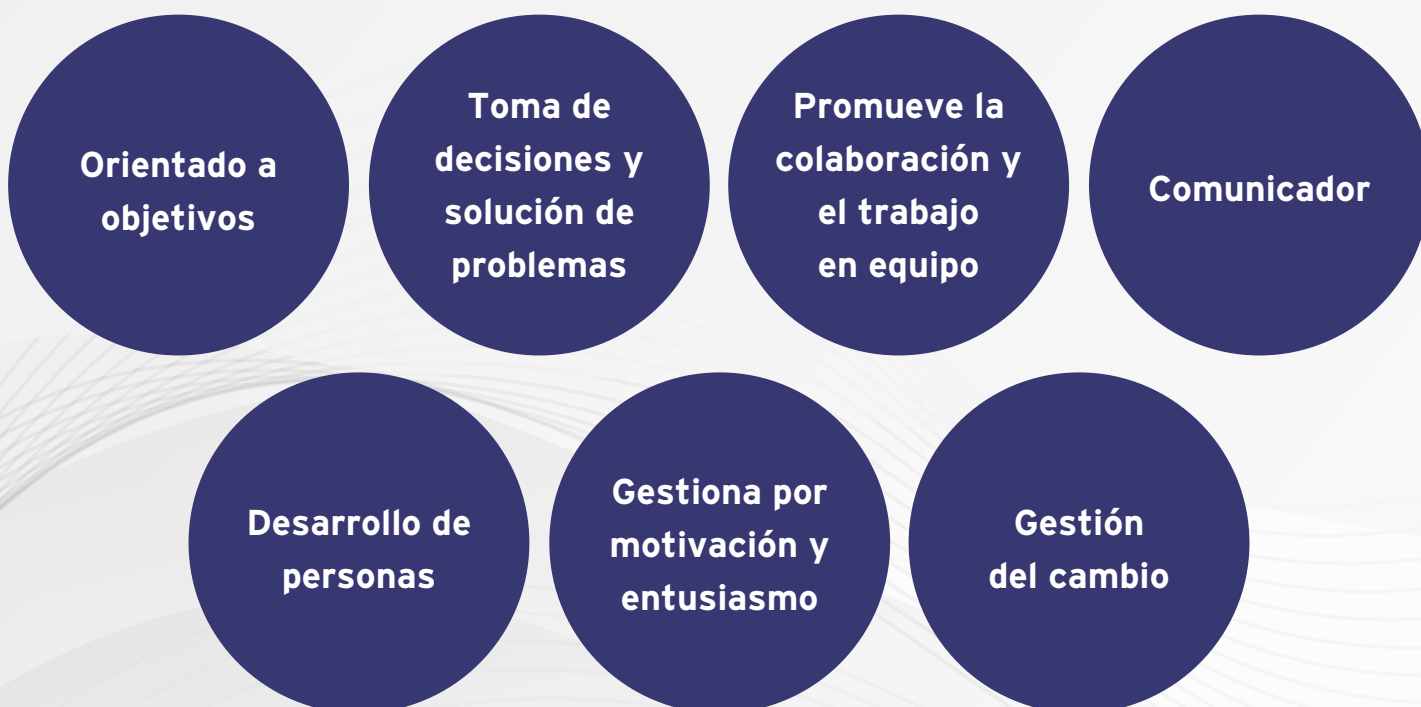 Orientado a
objetivos
Toma de
decisiones y
solución de
problemas
Promueve la
colaboración y
el trabajo
en equipo
Comunicador
Desarrollo de
personas
Gestiona por
motivación y
entusiasmo
Gestión
del cambio